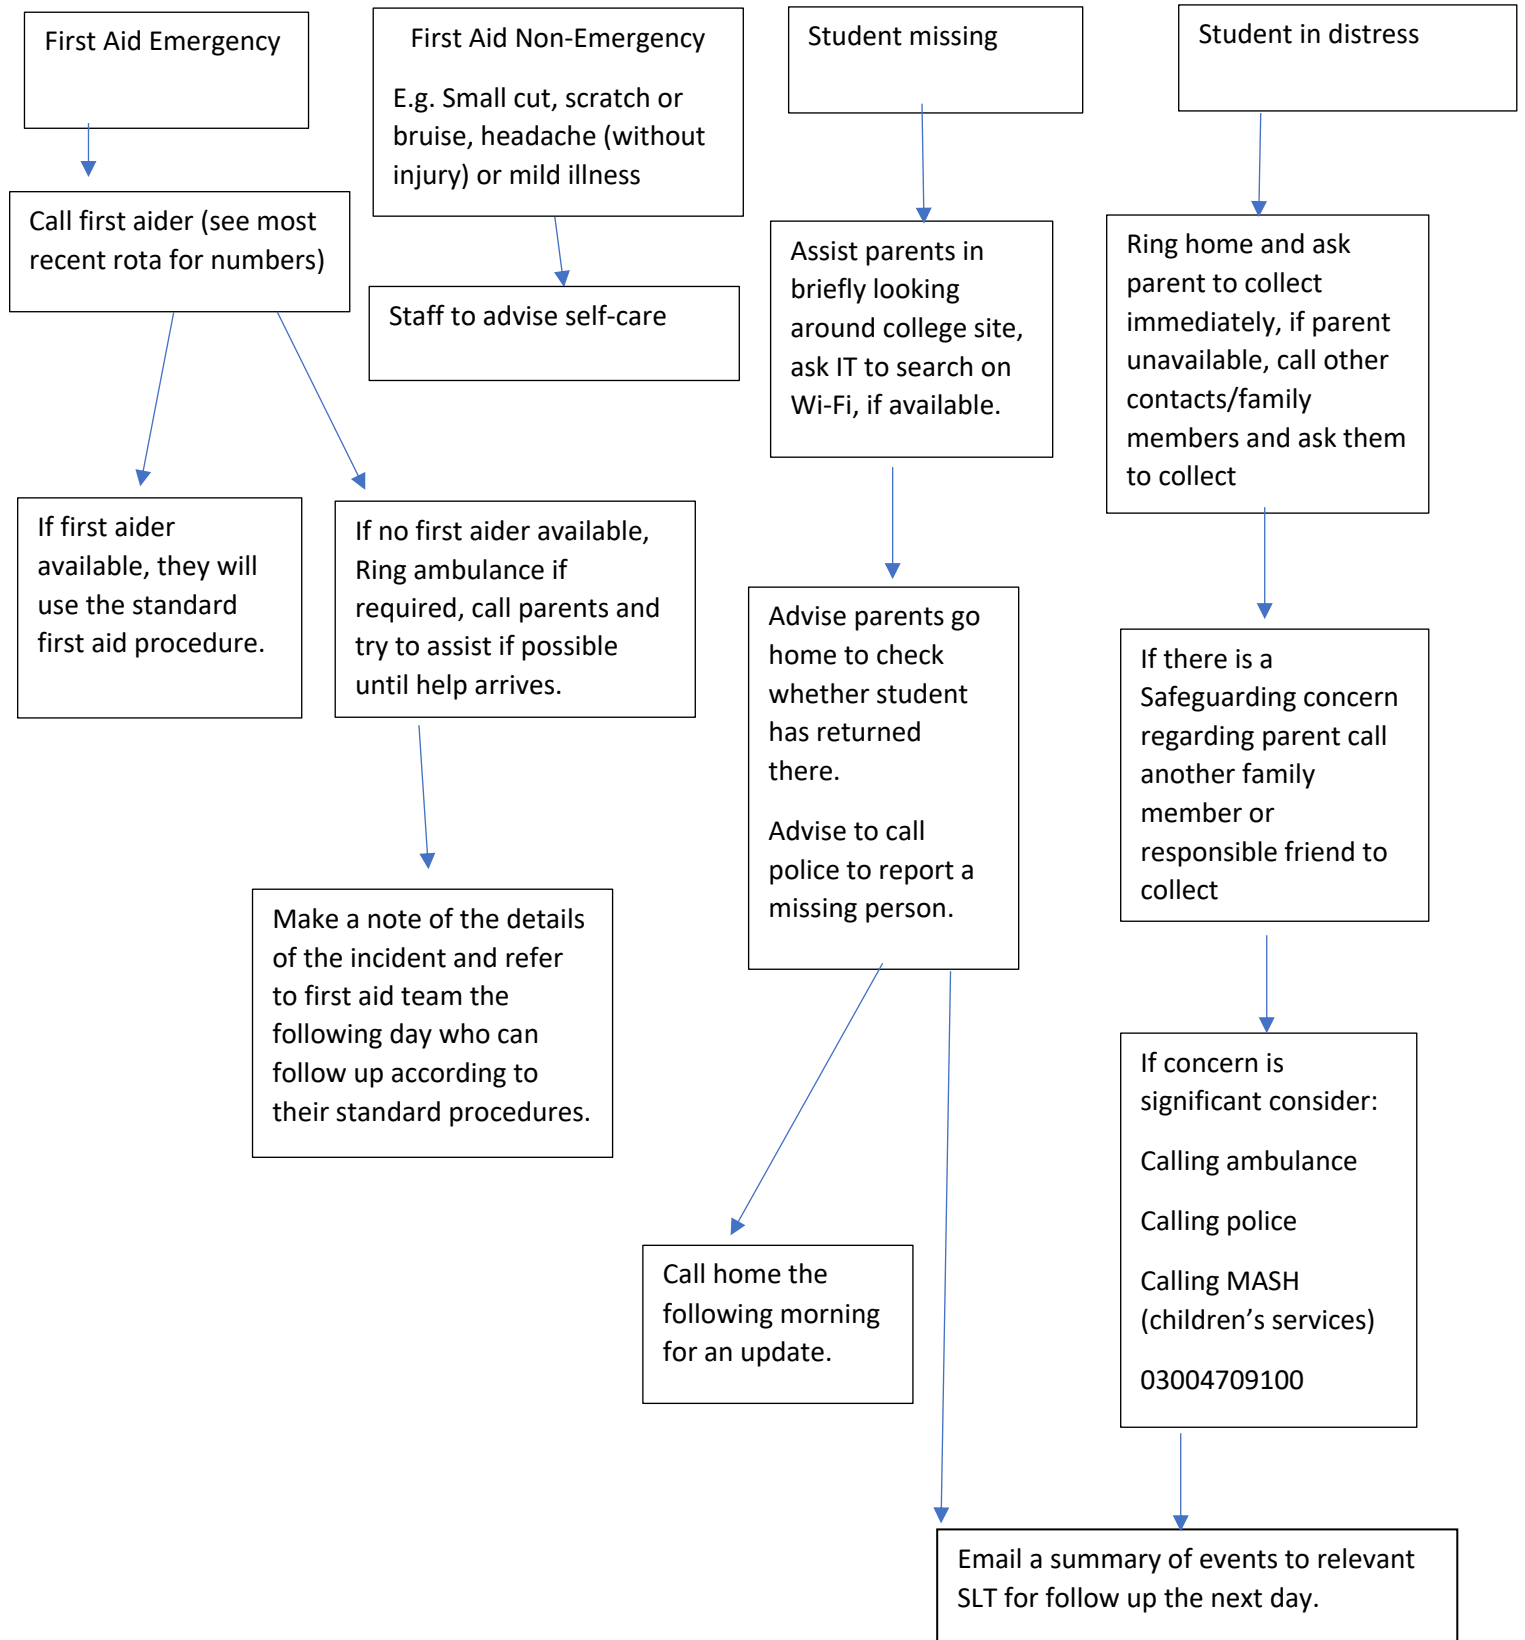 First Aid Emergency
First Aid Non-Emergency
E.g. Small cut, scratch or
bruise, headache (without
injury) or mild illness
Student missing
Student in distress
Call first aider (see most
recent rota for numbers)
Staff to advise self-care
Assist parents in
briefly looking
around college site,
ask IT to search on
Wi-Fi, if available.
Ring home and ask
parent to collect
immediately, if parent
unavailable, call other
contacts/family
members and ask them
to collect
If first aider
available, they will
use the standard
first aid procedure.
If no first aider available,
Ring ambulance if
required, call parents and
try to assist if possible
until help arrives.
Advise parents go
home to check
whether student
has returned
there.
Advise to call
police to report a
missing person.
If there is a
Safeguarding concern
regarding parent call
another family
member or
responsible friend to
collect
Make a note of the details
of the incident and refer
to first aid team the
following day who can
follow up according to
their standard procedures.
If concern is
significant consider:
Calling ambulance
Calling police
Calling MASH
(children’s services)
03004709100
Call home the
following morning
for an update.
Email a summary of events to relevant
SLT for follow up the next day.